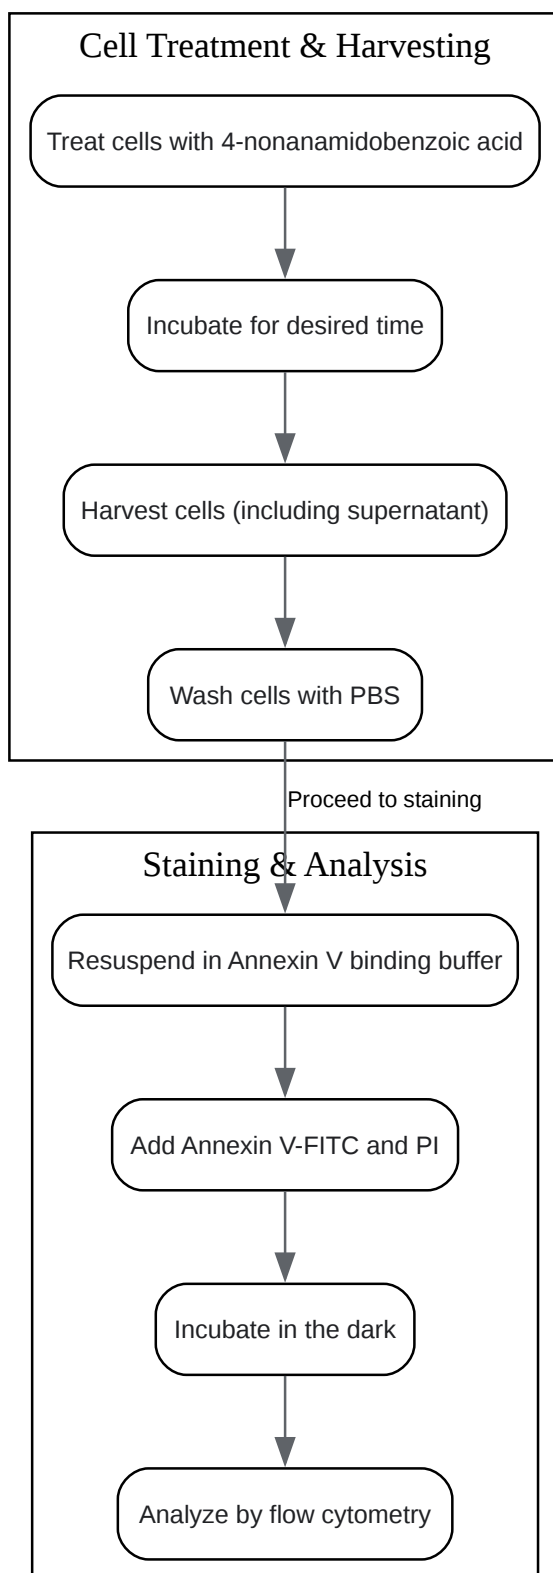 Cell Treatment & Harvesting
Treat cells with 4-nonanamidobenzoic acid
Incubate for desired time
Harvest cells (including supernatant)
Wash cells with PBS
Proceed to staining
Staining & Analysis
Resuspend in Annexin V binding buffer
Add Annexin V-FITC and PI
Incubate in the dark
Analyze by flow cytometry